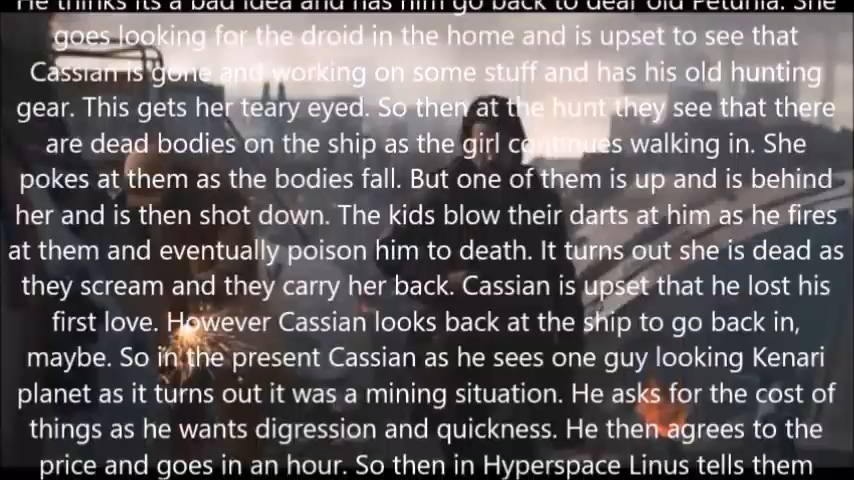 He thinks its a bad idea and has him go back to dear old Petunia. She
goes looking for the droid in the home and is upset to see that
Cassian is gone and working on some stuff and has his old hunting
gear. This gets her teary eyed. So then at the hunt they see that there
are dead bodies on the ship as the girl continues walking in. She
pokes at them as the bodies fall. But one of them is up and is behind
her and is then shot down. The kids blow their darts at him as he fires
at them and eventually poison him to death. It turns out she is dead as
they scream and they carry her back. Cassian is upset that he lost his
first love. However Cassian looks back at the ship to go back in,
maybe. So in the present Cassian as he sees one guy looking Kenari
planet as it turns out it was a mining situation. He asks for the cost of
things as he wants digression and quickness. He then agrees to the
price and goes in an hour. So then in Hyperspace Linus tells them